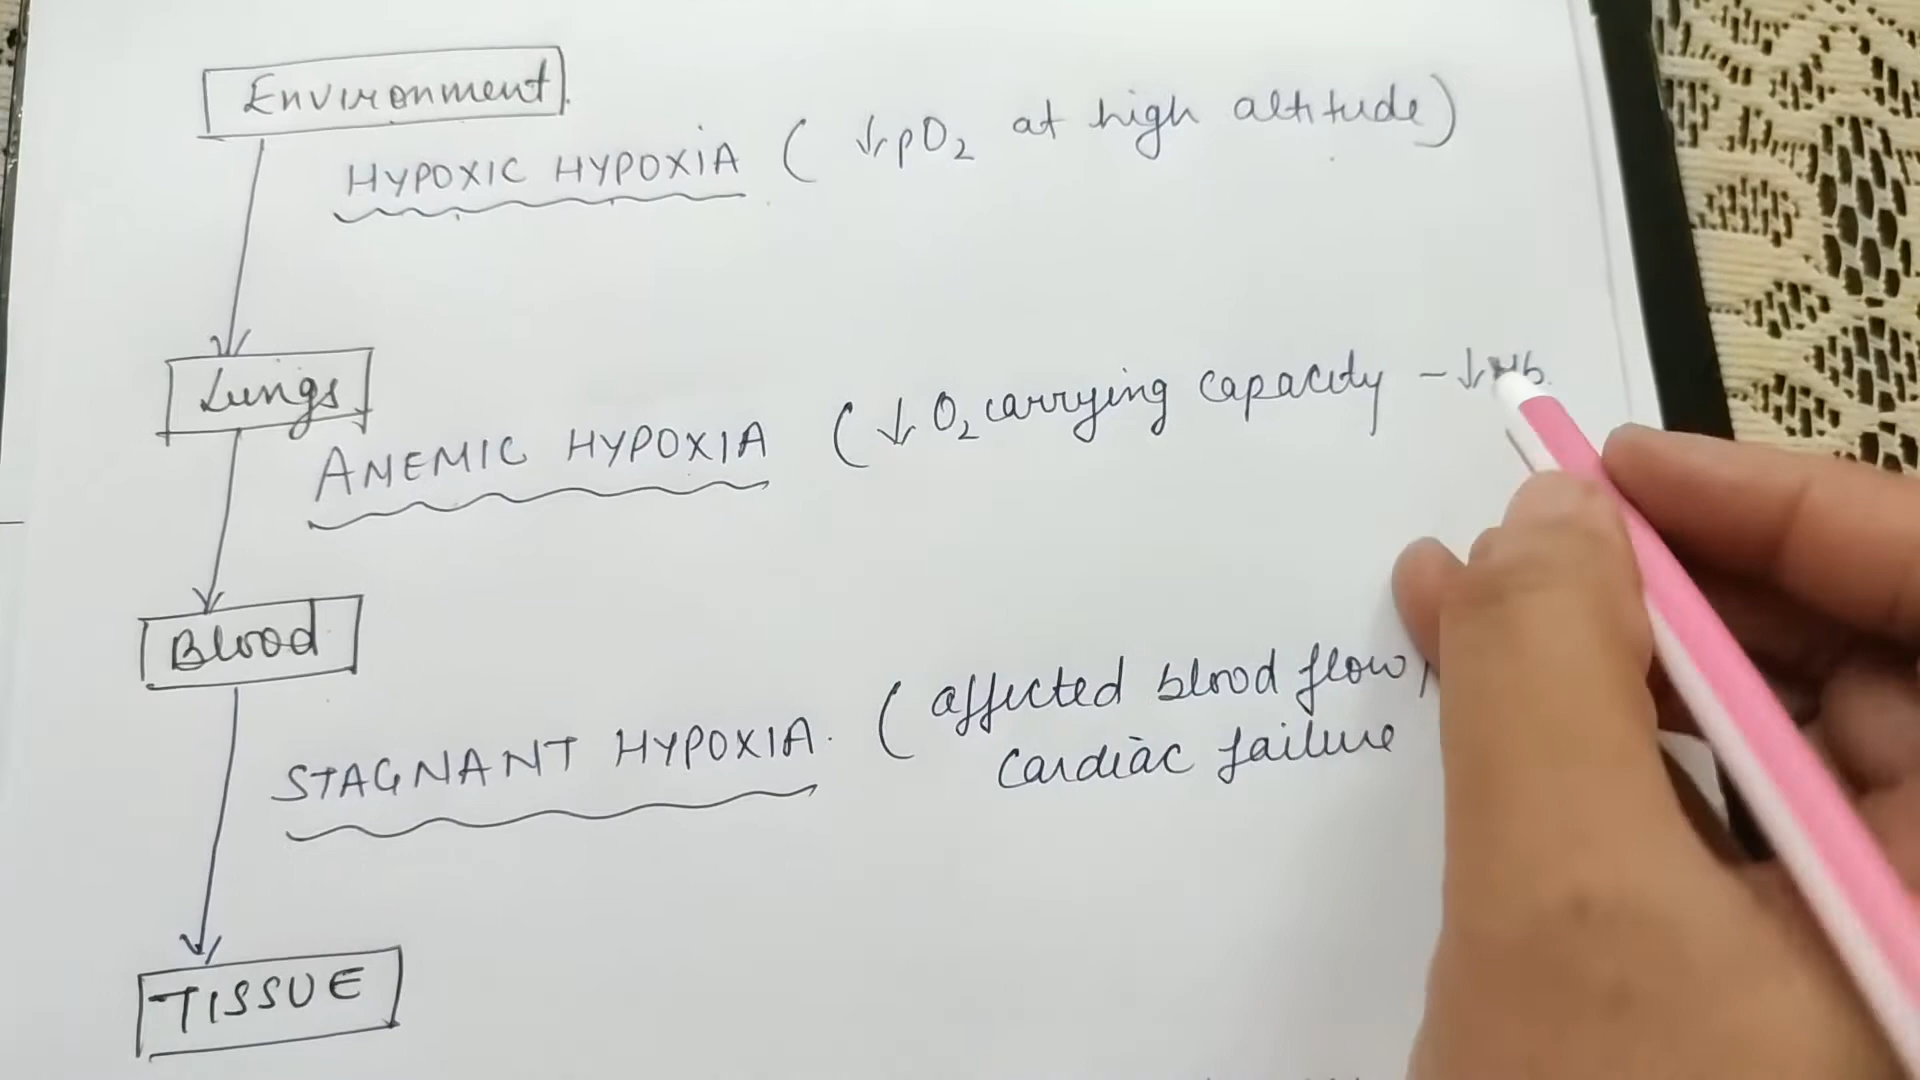 Environment
HYPOXIC HYPOXIA ( ↓pO₂ at high altitude)
Lungs
ANEMIC HYPOXIA ( ↓ O₂ carrying capacity - ↓ Hb
Blood
STAGNANT HYPOXIA. ( affected blood flow,
cardiac failure
TISSUE